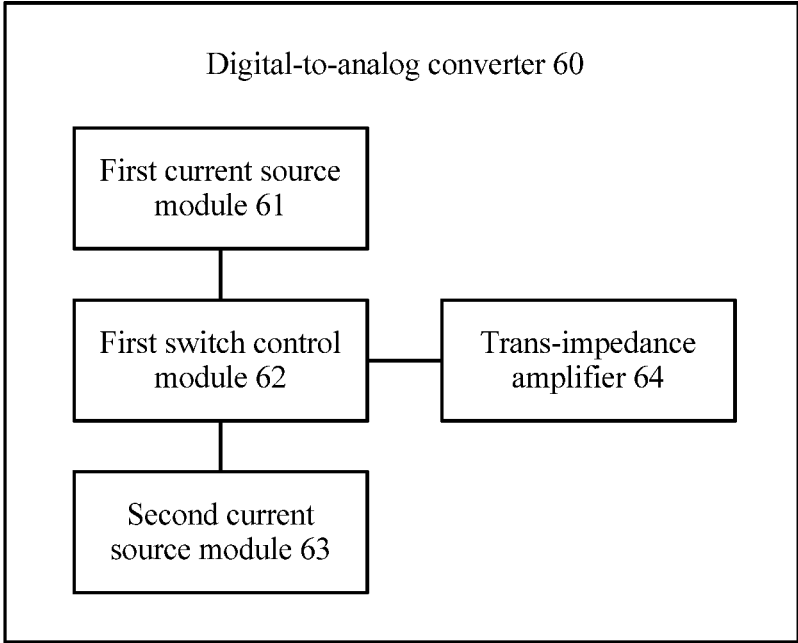 Digital-to-analog converter 60
First current source
module 61
First switch control
module 62
Trans-impedance
amplifier 64
Second current
source module 63